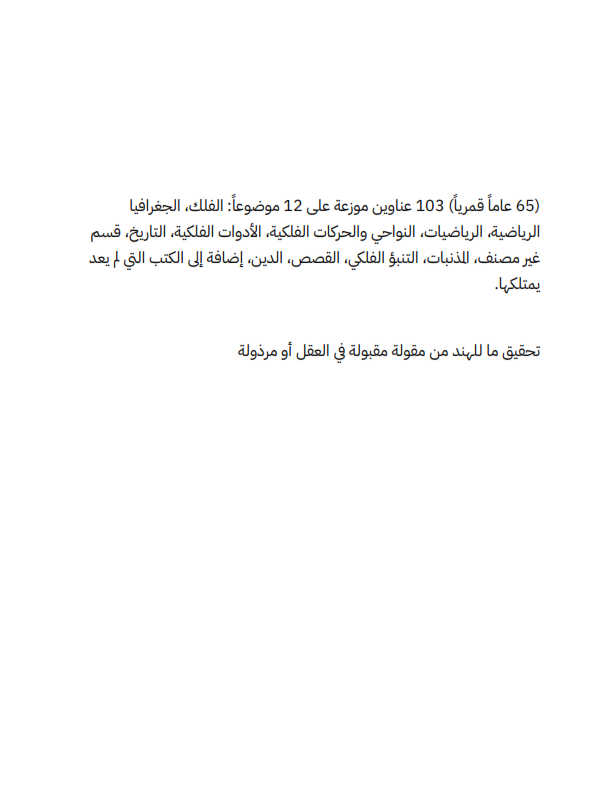 (65 عاماً قمرياً) 103 عناوين موزعة على 12 موضوعاً: الفلك، الجغرافيا
الرياضية، الرياضيات، النواحي والحركات الفلكية، الأدوات الفلكية، التاريخ، قسم
غير مصنف، المذنبات، التنبؤ الفلكي، القصص، الدين، إضافة إلى الكتب التي لم يعد
يمتلكها.
تحقيق ما للهند من مقولة مقبولة في العقل أو مرذولة